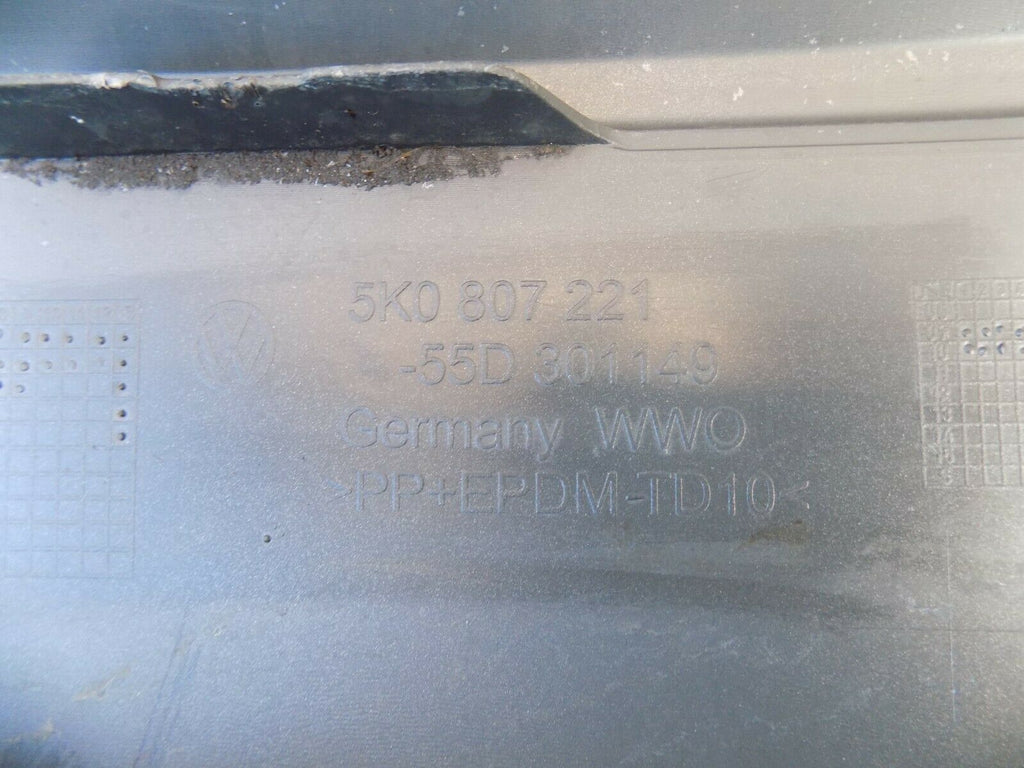 5K0 807 221
-55D 301149
Germany WWO
>PP+EPDM-TD10<